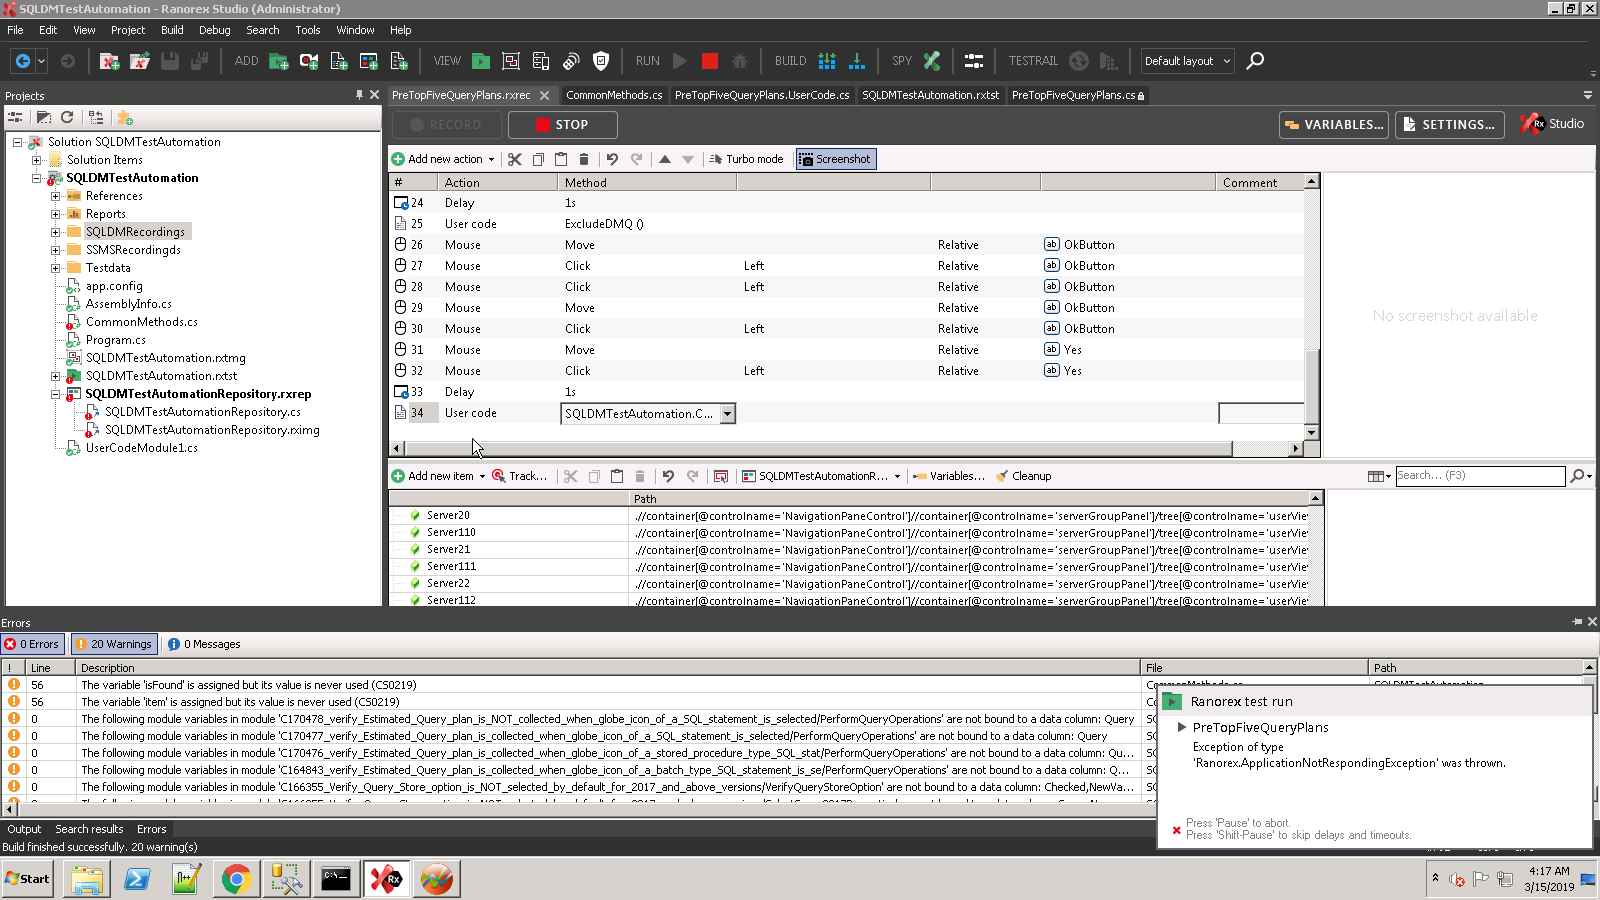 SQLDMTestAutomation - Ranorex Studio (Administrator)
File Edit View Project Build Debug Search Tools Window Help
ADD VIEW RUN BUILD SPY TESTRAIL Default layout
Projects
PreTopFiveQueryPlans.rxrec CommonMethods.cs PreTopFiveQueryPlans.UserCode.cs SQLDMTestAutomation.rxtst PreTopFiveQueryPlans.cs
RECORD STOP VARIABLES... SETTINGS... Rx Studio
Solution SQLDMTestAutomation
Solution Items
SQLDMTestAutomation
References
Reports
SQLDMRecordings
SSMSRecordingds
Testdata
app.config
AssemblyInfo.cs
CommonMethods.cs
Program.cs
SQLDMTestAutomation.rxtmg
SQLDMTestAutomation.rxtst
SQLDMTestAutomationRepository.rxrep
SQLDMTestAutomationRepository.cs
SQLDMTestAutomationRepository.rximg
UserCodeModule1.cs
Add new action Turbo mode Screenshot
# Action Method Comment
24 Delay 1s
25 User code ExcludeDMQ ()
26 Mouse Move Relative ab OkButton
27 Mouse Click Left Relative ab OkButton
28 Mouse Click Left Relative ab OkButton
29 Mouse Move Relative ab OkButton
30 Mouse Click Left Relative ab OkButton
31 Mouse Move Relative ab Yes
32 Mouse Click Left Relative ab Yes
33 Delay 1s
34 User code SQLDMTestAutomation.C...
No screenshot available
Add new item Track... SQLDMTestAutomationR... Variables... Cleanup Search... (F3)
Path
Server20 .//container[@controlname='NavigationPaneControl']//container[@controlname='serverGroupPanel']/tree[@controlname='userVie
Server110 .//container[@controlname='NavigationPaneControl']//container[@controlname='serverGroupPanel']/tree[@controlname='userVie
Server21 .//container[@controlname='NavigationPaneControl']//container[@controlname='serverGroupPanel']/tree[@controlname='userVie
Server111 .//container[@controlname='NavigationPaneControl']//container[@controlname='serverGroupPanel']/tree[@controlname='userVie
Server22 .//container[@controlname='NavigationPaneControl']//container[@controlname='serverGroupPanel']/tree[@controlname='userVie
Server112 .//container[@controlname='NavigationPaneControl']//container[@controlname='serverGroupPanel']/tree[@controlname='userVie
Errors
0 Errors 20 Warnings 0 Messages
! Line Description File Path
56 The variable 'isFound' is assigned but its value is never used (CS0219)
56 The variable 'item' is assigned but its value is never used (CS0219)
0 The following module variables in module 'C170478_verify_Estimated_Query_plan_is_NOT_collected_when_globe_icon_of_a_SQL_statement_is_selected/PerformQueryOperations' are not bound to a data column: Query
0 The following module variables in module 'C170477_verify_Estimated_Query_plan_is_collected_when_globe_icon_of_a_SQL_statement_is_selected/PerformQueryOperations' are not bound to a data column: Query
0 The following module variables in module 'C170476_verify_Estimated_Query_plan_is_collected_when_globe_icon_of_a_stored_procedure_type_SQL_stat/PerformQueryOperations' are not bound to a data column: Qu...
0 The following module variables in module 'C164843_verify_Estimated_Query_plan_is_collected_when_globe_icon_of_a_batch_type_SQL_statement_is_se/PerformQueryOperations' are not bound to a data column: Q...
0 The following module variables in module 'C166355_Verify_Query_Store_option_is_NOT_selected_by_default_for_2017_and_above_versions/VerifyQueryStoreOption' are not bound to a data column: Checked,NewVa...
Ranorex test run
PreTopFiveQueryPlans
Exception of type
'Ranorex.ApplicationNotRespondingException' was thrown.
Press 'Pause' to abort.
Press 'Shift-Pause' to skip delays and timeouts.
Output Search results Errors
Build finished successfully. 20 warning(s)
Start
4:17 AM
3/15/2019